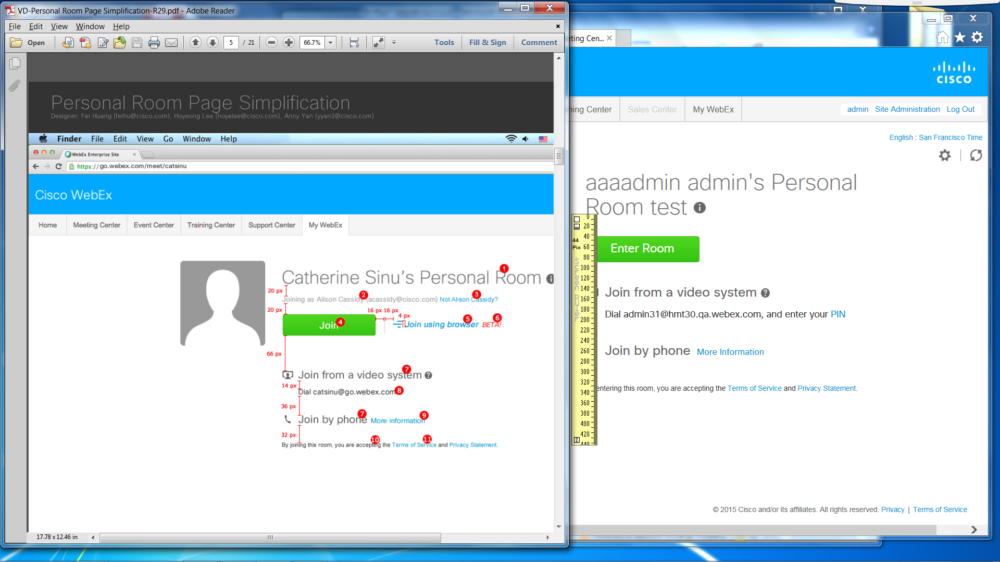 VD-Personal Room Page Simplification-R29.pdf - Adobe Reader
File Edit View Window Help
Open 5 / 21 66.7% Tools Fill & Sign Comment
Personal Room Page Simplification
Designer: Fei Huang (feihu@cisco.com), Hoyeong Lee (hoyelee@cisco.com), Anny Yan (yyan2@cisco.com)
Finder File Edit View Go Window Help
WebEx Enterprise Site
https://go.webex.com/meet/catsinu
Cisco WebEx
Home Meeting Center Event Center Training Center Support Center My WebEx
1
Catherine Sinu's Personal Room
20 px
2 3
Joining as Alison Cassidy (acassidy@cisco.com) Not Alison Cassidy?
20 px 16 px 16 px 4 px
Join 4 Join using browser 5 BETA! 6
66 px
7
Join from a video system ?
14 px
Dial catsinu@go.webex.com 8
36 px
7 9
Join by phone More information
32 px
10 11
By joining this room, you are accepting the Terms of Service and Privacy Statement.
17.78 x 12.46 in
eting Cen...
CISCO
ning Center Sales Center My WebEx
admin Site Administration Log Out
English : San Francisco Time
aaaadmin admin's Personal
Room test
Enter Room
Join from a video system ?
Dial admin31@hmt30.qa.webex.com, and enter your PIN
Join by phone More Information
entering this room, you are accepting the Terms of Service and Privacy Statement.
© 2015 Cisco and/or its affiliates. All rights reserved. Privacy | Terms of Service
0
20
40
44
Pix 60
80
100
120
140
160
180
200
220
240
260
280
300
320
340
360
380
400
420
440
Screen Ruler